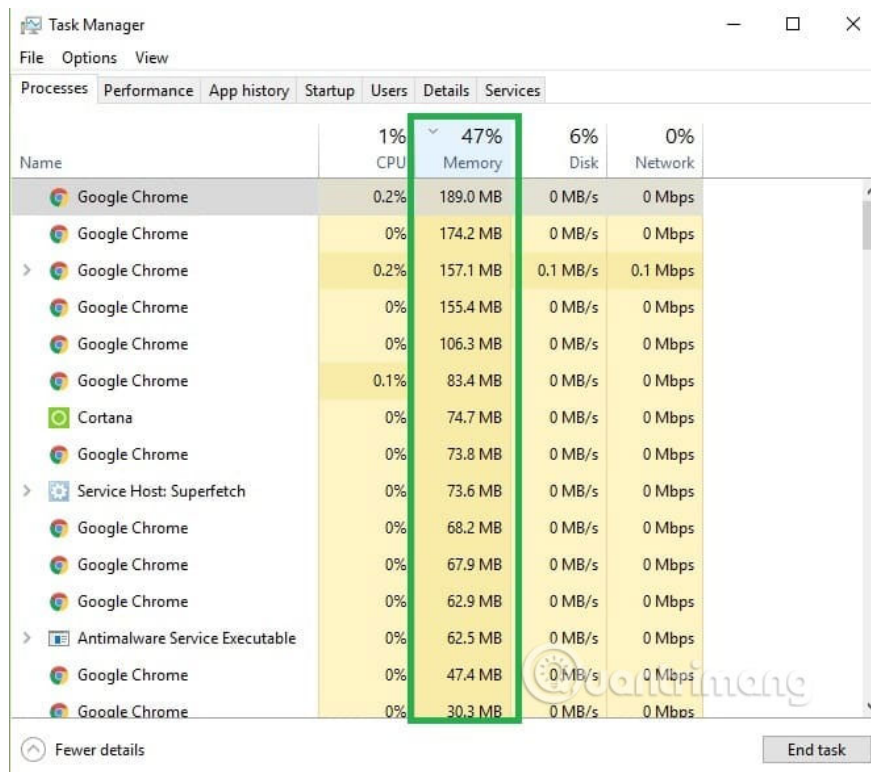 Task Manager
File Options View
Processes Performance App history Startup Users Details Services
1% 47% 6% 0%
Name CPU Memory Disk Network
Google Chrome 0.2% 189.0 MB 0 MB/s 0 Mbps
Google Chrome 0% 174.2 MB 0 MB/s 0 Mbps
Google Chrome 0.2% 157.1 MB 0.1 MB/s 0.1 Mbps
Google Chrome 0% 155.4 MB 0 MB/s 0 Mbps
Google Chrome 0% 106.3 MB 0 MB/s 0 Mbps
Google Chrome 0.1% 83.4 MB 0 MB/s 0 Mbps
Cortana 0% 74.7 MB 0 MB/s 0 Mbps
Google Chrome 0% 73.8 MB 0 MB/s 0 Mbps
Service Host: Superfetch 0% 73.6 MB 0 MB/s 0 Mbps
Google Chrome 0% 68.2 MB 0 MB/s 0 Mbps
Google Chrome 0% 67.9 MB 0 MB/s 0 Mbps
Google Chrome 0% 62.9 MB 0 MB/s 0 Mbps
Antimalware Service Executable 0% 62.5 MB 0 MB/s 0 Mbps
Google Chrome 0% 47.4 MB 0 MB/s 0 Mbps
Quantrimang
Google Chrome 0% 30.3 MB 0 MB/s 0 Mbps
Fewer details End task